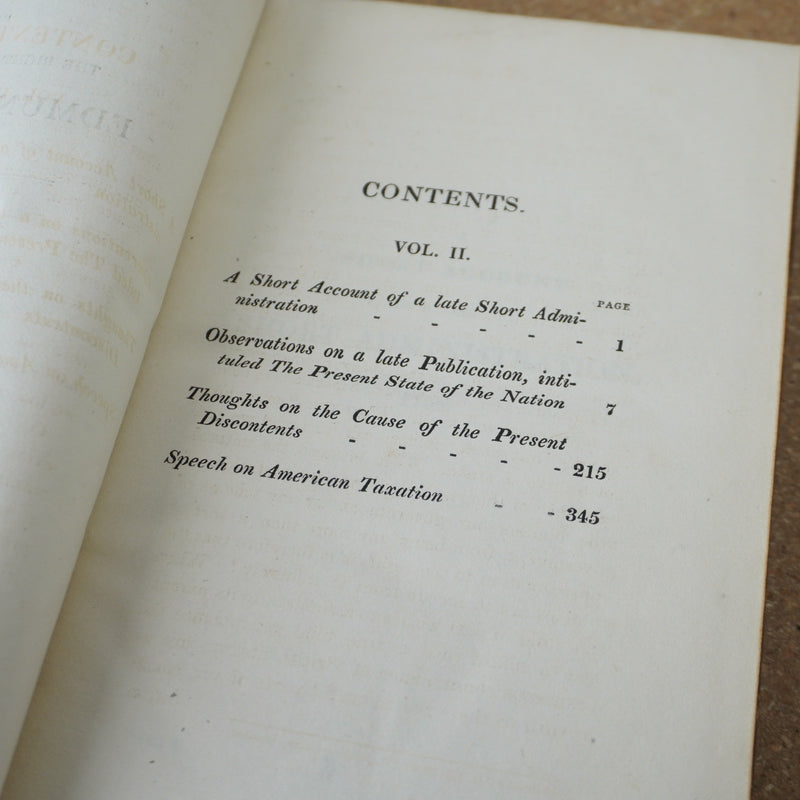 CONTENTS.
VOL. II.
PAGE
A Short Account of a late Short Admi-
nistration - - - - - 1
Observations on a late Publication, inti-
tuled The Present State of the Nation 7
Thoughts on the Cause of the Present
Discontents - - - - - 215
Speech on American Taxation - - 345